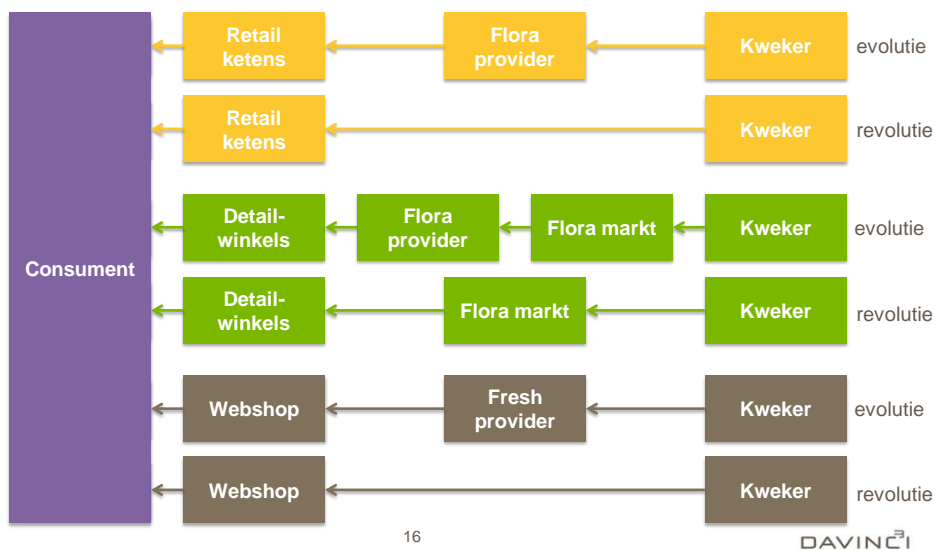 Retail
ketens
Flora
provider
Kweker
evolutie
Retail
ketens
Kweker
revolutie
Detail-
winkels
Flora
provider
Flora markt
Kweker
evolutie
Consument
Detail-
winkels
Flora markt
Kweker
revolutie
Webshop
Fresh
provider
Kweker
evolutie
Webshop
Kweker
revolutie
16
DAVINC3I